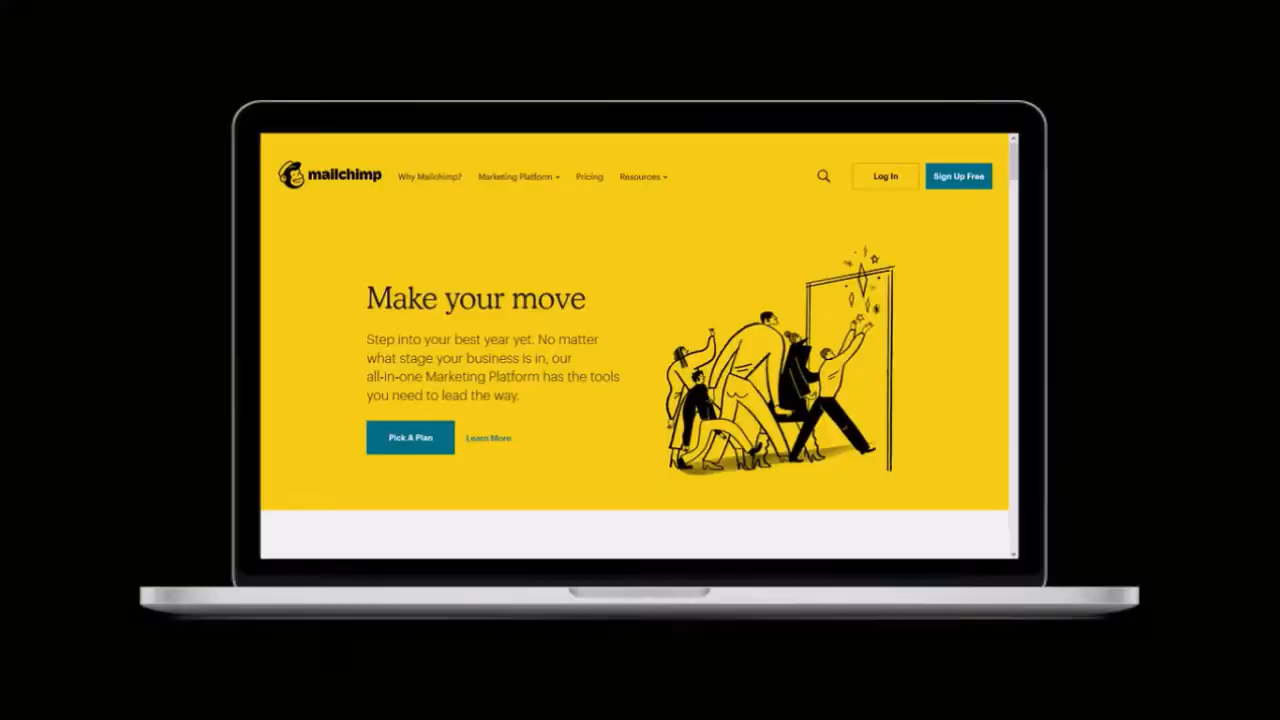 mailchimp
Why Mailchimp?
Marketing Platform
Pricing
Resources
Log In
Sign Up Free
Make your move
Step into your best year yet. No matter
what stage your business is in, our
all-in-one Marketing Platform has the tools
you need to lead the way.
Pick A Plan
Learn More